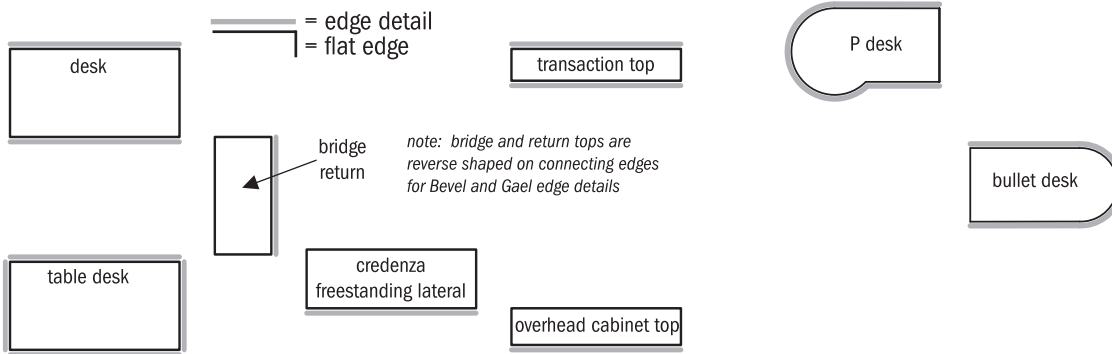 = edge detail
= flat edge
desk
transaction top
P desk
bridge
return
note: bridge and return tops are
reverse shaped on connecting edges
for Bevel and Gael edge details
bullet desk
table desk
credenza
freestanding lateral
overhead cabinet top